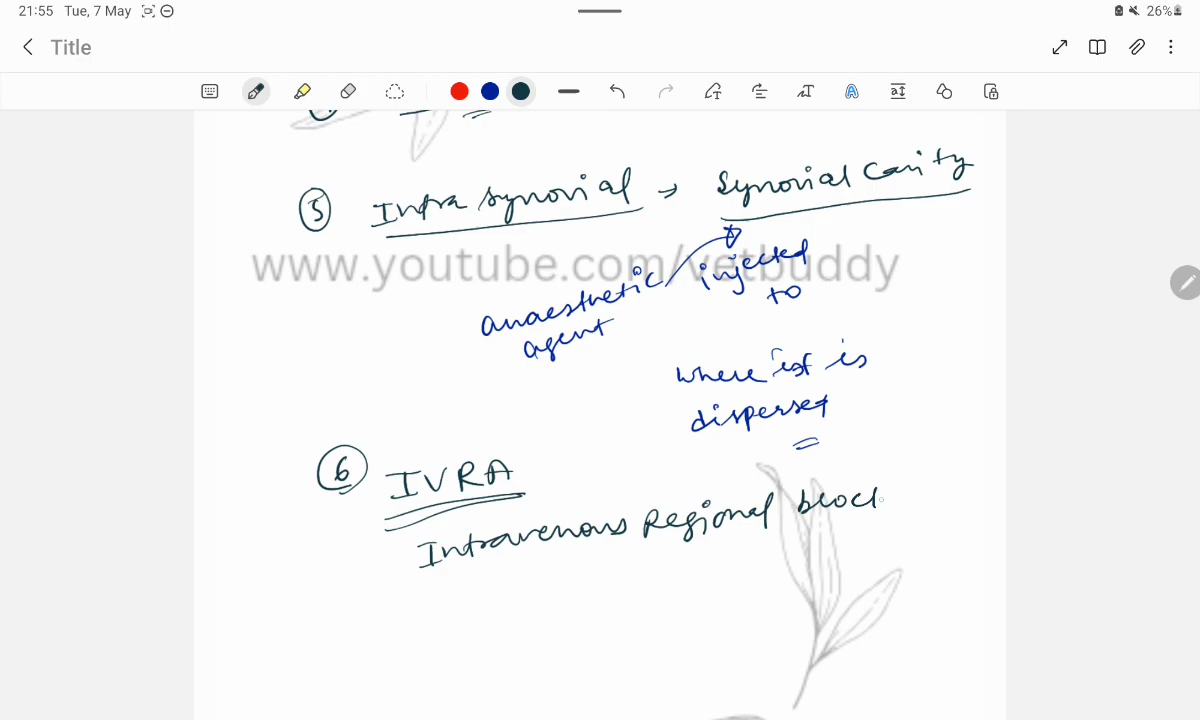 21:55 Tue, 7 May
26%
Title
⑤ Intra synovial → Synovial Cavity
www.youtube.com/vetbuddy
anaesthetic agent
injected to
where is
dispersed
⑥ IVRA
Intravenous Regional block